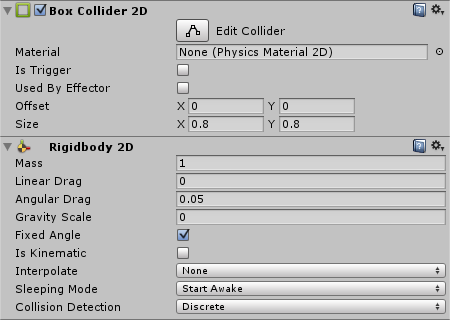 Box Collider 2D
Edit Collider
Material None (Physics Material 2D)
Is Trigger
Used By Effector
Offset X 0 Y 0
Size X 0.8 Y 0.8
Rigidbody 2D
Mass 1
Linear Drag 0
Angular Drag 0.05
Gravity Scale 0
Fixed Angle
Is Kinematic
Interpolate None
Sleeping Mode Start Awake
Collision Detection Discrete